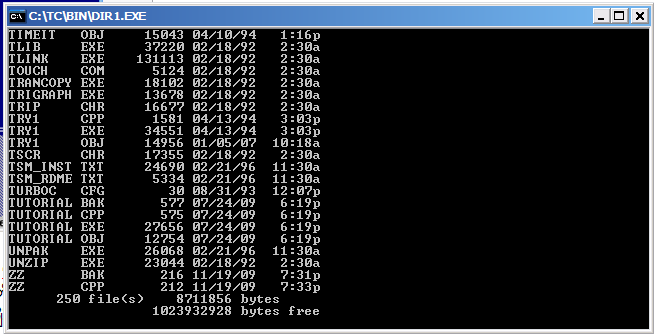 C:\TC\BIN\DIR1.EXE
TIMEIT   OBJ     15043 04/10/94   1:16p
TLIB     EXE     37220 02/18/92   2:30a
TLINK    EXE    131113 02/18/92   2:30a
TOUCH    COM      5124 02/18/92   2:30a
TRANCOPY EXE     18102 02/18/92   2:30a
TRIGRAPH EXE     13678 02/18/92   2:30a
TRIP     CHR     16677 02/18/92   2:30a
TRY1     CPP      1581 04/13/94   3:03p
TRY1     EXE     34551 04/13/94   3:03p
TRY1     OBJ     14956 01/05/07  10:18a
TSCR     CHR     17355 02/18/92   2:30a
TSM_INST TXT     24690 02/21/96  11:30a
TSM_RDME TXT      5334 02/21/96  11:30a
TURBOC   CFG        30 08/31/93  12:07p
TUTORIAL BAK       577 07/24/09   6:19p
TUTORIAL CPP       575 07/24/09   6:19p
TUTORIAL EXE     27656 07/24/09   6:19p
TUTORIAL OBJ     12754 07/24/09   6:19p
UNPAK    EXE     26068 02/21/96  11:30a
UNZIP    EXE     23044 02/18/92   2:30a
ZZ       BAK       216 11/19/09   7:31p
ZZ       CPP       212 11/19/09   7:33p
250 file(s)    8711856 bytes
1023932928 bytes free